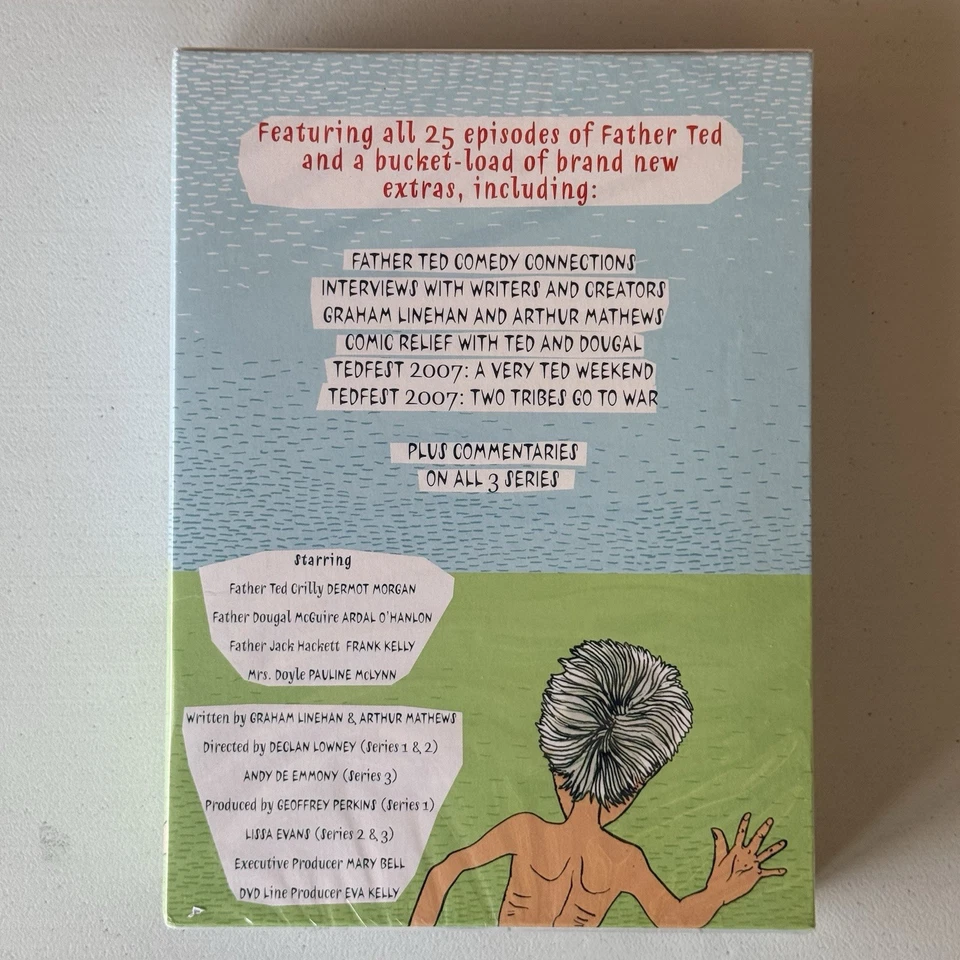 Featuring all 25 episodes of Father Ted
and a bucket-load of brand new
extras, including:
FATHER TED COMEDY CONNECTIONS
INTERVIEWS WITH WRITERS AND CREATORS
GRAHAM LINEHAN AND ARTHUR MATHEWS
COMIC RELIEF WITH TED AND DOUGAL
TEDFEST 2007: A VERY TED WEEKEND
TEDFEST 2007: TWO TRIBES GO TO WAR
PLUS COMMENTARIES
ON ALL 3 SERIES
Starring
Father Ted Crilly DERMOT MORGAN
Father Dougal McGuire ARDAL O'HANLON
Father Jack Hackett FRANK KELLY
Mrs. Doyle PAULINE McLYNN
Written by GRAHAM LINEHAN & ARTHUR MATHEWS
Directed by DECLAN LOWNEY (Series 1 & 2)
ANDY DE EMMONY (Series 3)
Produced by GEOFFREY PERKINS (Series 1)
LISSA EVANS (Series 2 & 3)
Executive Producer MARY BELL
DVD Line Producer EVA KELLY